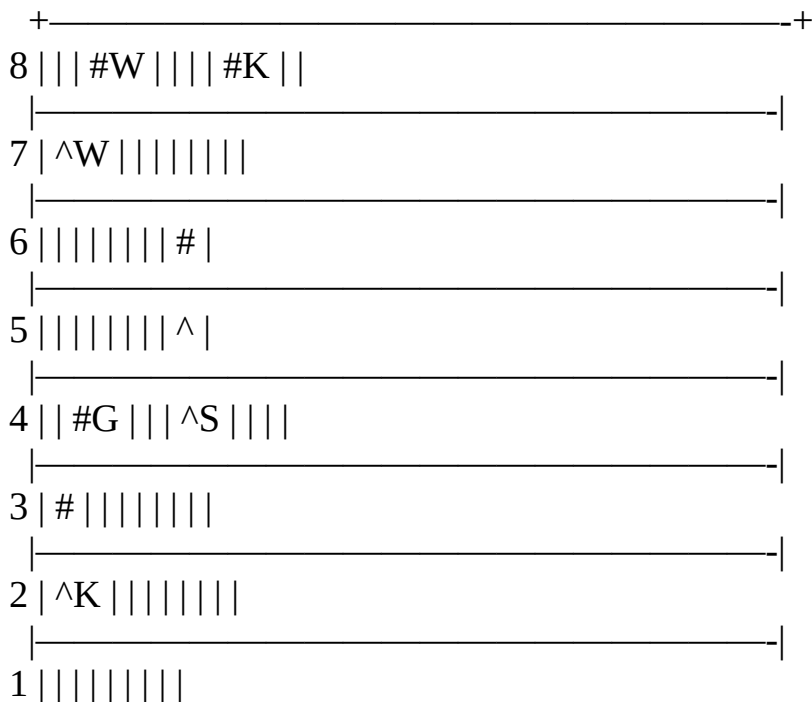 +———————————————————-+
8 | | | #W | | | | #K | |
|———————————————————-|
7 | ^W | | | | | | | |
|———————————————————-|
6 | | | | | | | | # |
|———————————————————-|
5 | | | | | | | | ^ |
|———————————————————-|
4 | | #G | | | ^S | | | |
|———————————————————-|
3 | # | | | | | | | |
|———————————————————-|
2 | ^K | | | | | | | |
|———————————————————-|
1 | | | | | | | | |